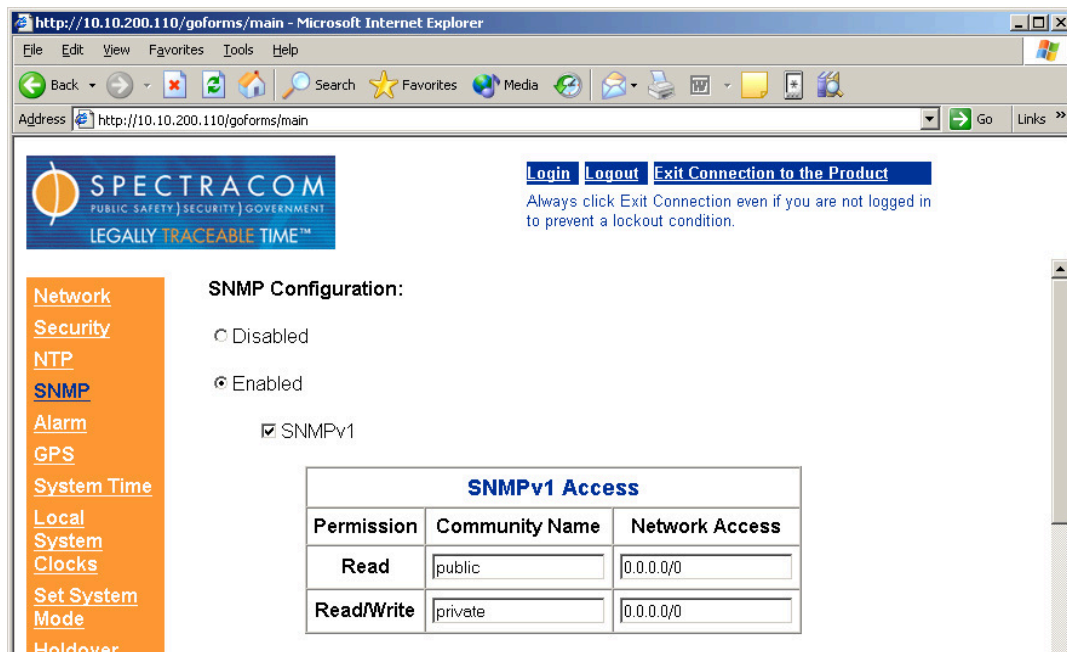 http://10.10.200.110/goforms/main - Microsoft Internet Explorer
File Edit View Favorites Tools Help
Back Search Favorites Media
Address http://10.10.200.110/goforms/main Go Links »
SPECTRACOM
PUBLIC SAFETY) SECURITY) GOVERNMENT
LEGALLY TRACEABLE TIME™
Login Logout Exit Connection to the Product
Always click Exit Connection even if you are not logged in
to prevent a lockout condition.
Network
Security
NTP
SNMP
Alarm
GPS
System Time
Local
System
Clocks
Set System
Mode
Holdover
SNMP Configuration:
Disabled
Enabled
SNMPv1
SNMPv1 Access
Permission Community Name Network Access
Read public 0.0.0.0/0
Read/Write private 0.0.0.0/0